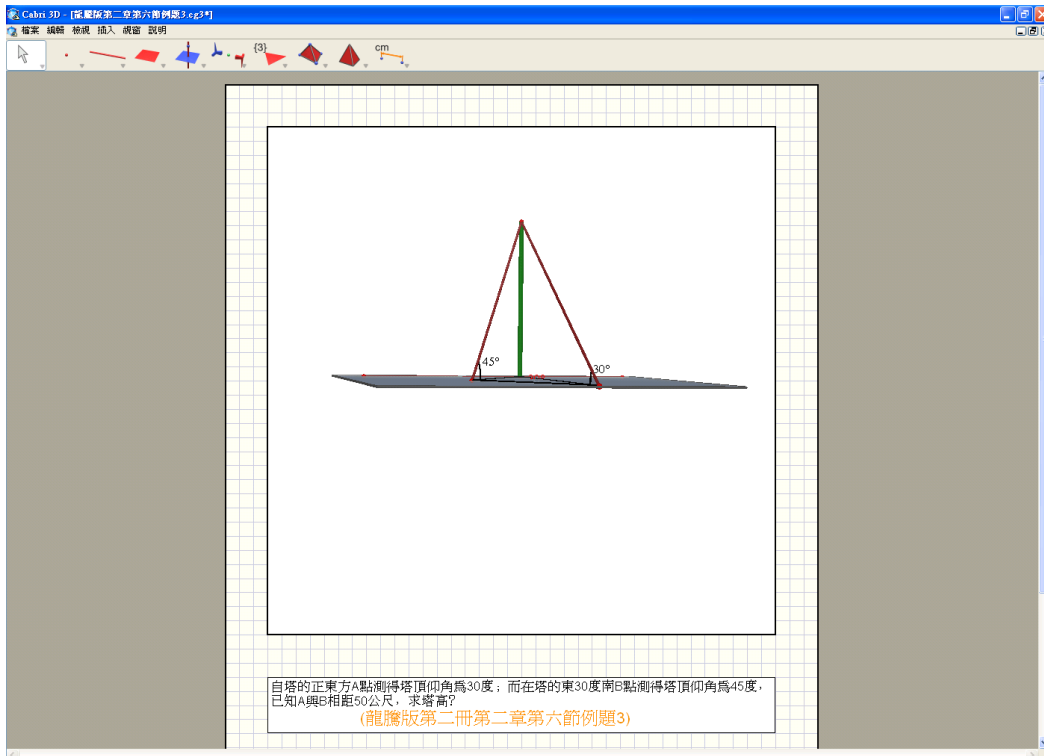 Cabri 3D - [龍騰版第二章第六節例題3.cg3*]
檔案 編輯 檢視 插入 視窗 說明
{3}
cm
45°
30°
自塔的正東方A點測得塔頂仰角為30度；而在塔的東30度南B點測得塔頂仰角為45度，
已知A與B相距50公尺，求塔高?
(龍騰版第二冊第二章第六節例題3)